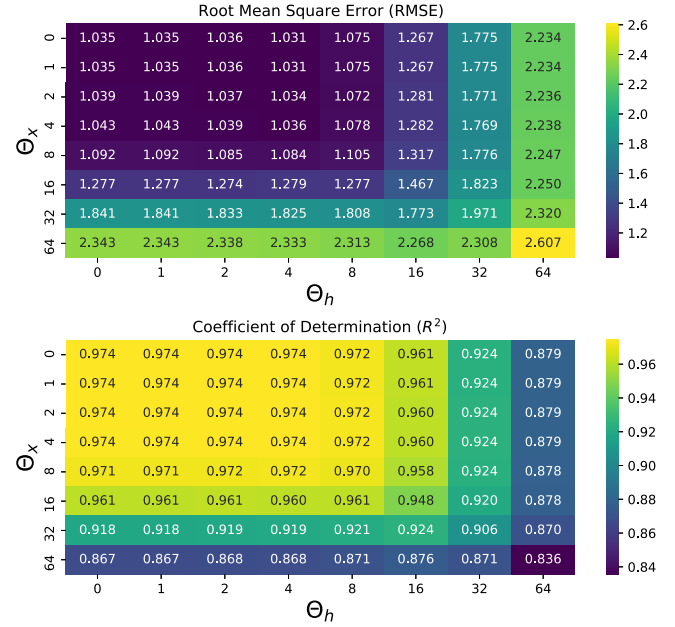 Root Mean Square Error (RMSE)
0 1.035 1.035 1.036 1.031 1.075 1.267 1.775 2.234
1 1.035 1.035 1.036 1.031 1.075 1.267 1.775 2.234
2 1.039 1.039 1.037 1.034 1.072 1.281 1.771 2.236
4 1.043 1.043 1.039 1.036 1.078 1.282 1.769 2.238
8 1.092 1.092 1.085 1.084 1.105 1.317 1.776 2.247
16 1.277 1.277 1.274 1.279 1.277 1.467 1.823 2.250
32 1.841 1.841 1.833 1.825 1.808 1.773 1.971 2.320
64 2.343 2.343 2.338 2.333 2.313 2.268 2.308 2.607
0 1 2 4 8 16 32 64
Θx
Θh
2.6
2.4
2.2
2.0
1.8
1.6
1.4
1.2
Coefficient of Determination (R²)
0 0.974 0.974 0.974 0.974 0.972 0.961 0.924 0.879
1 0.974 0.974 0.974 0.974 0.972 0.961 0.924 0.879
2 0.974 0.974 0.974 0.974 0.972 0.960 0.924 0.879
4 0.974 0.974 0.974 0.974 0.972 0.960 0.924 0.879
8 0.971 0.971 0.972 0.972 0.970 0.958 0.924 0.878
16 0.961 0.961 0.961 0.960 0.961 0.948 0.920 0.878
32 0.918 0.918 0.919 0.919 0.921 0.924 0.906 0.870
64 0.867 0.867 0.868 0.868 0.871 0.876 0.871 0.836
0 1 2 4 8 16 32 64
Θx
Θh
0.96
0.94
0.92
0.90
0.88
0.86
0.84